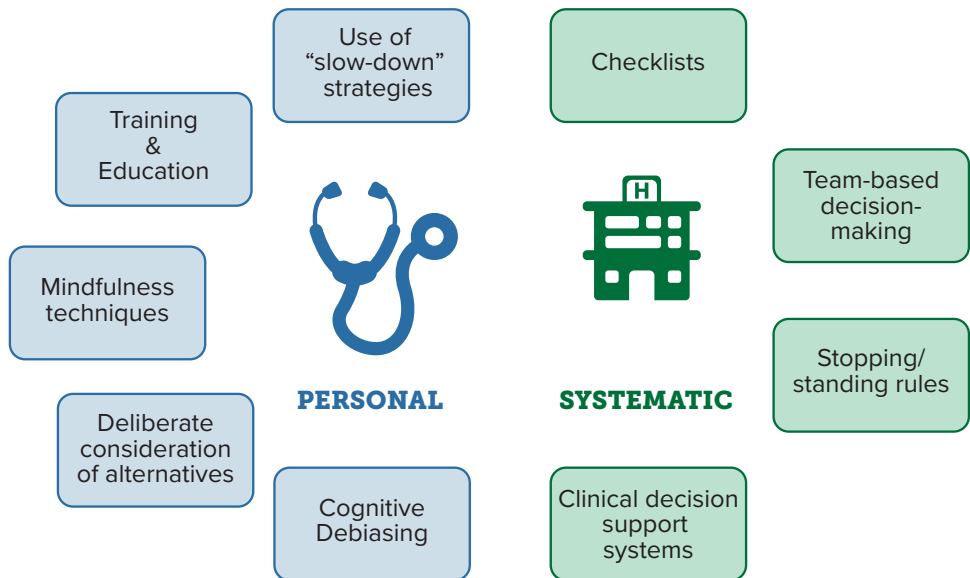 Use of
“slow-down”
strategies
Training
&
Education
Mindfulness
techniques
Deliberate
consideration
of alternatives
Cognitive
Debiasing
PERSONAL
Checklists
H
Team-based
decision-
making
Stopping/
standing rules
Clinical decision
support
systems
SYSTEMATIC